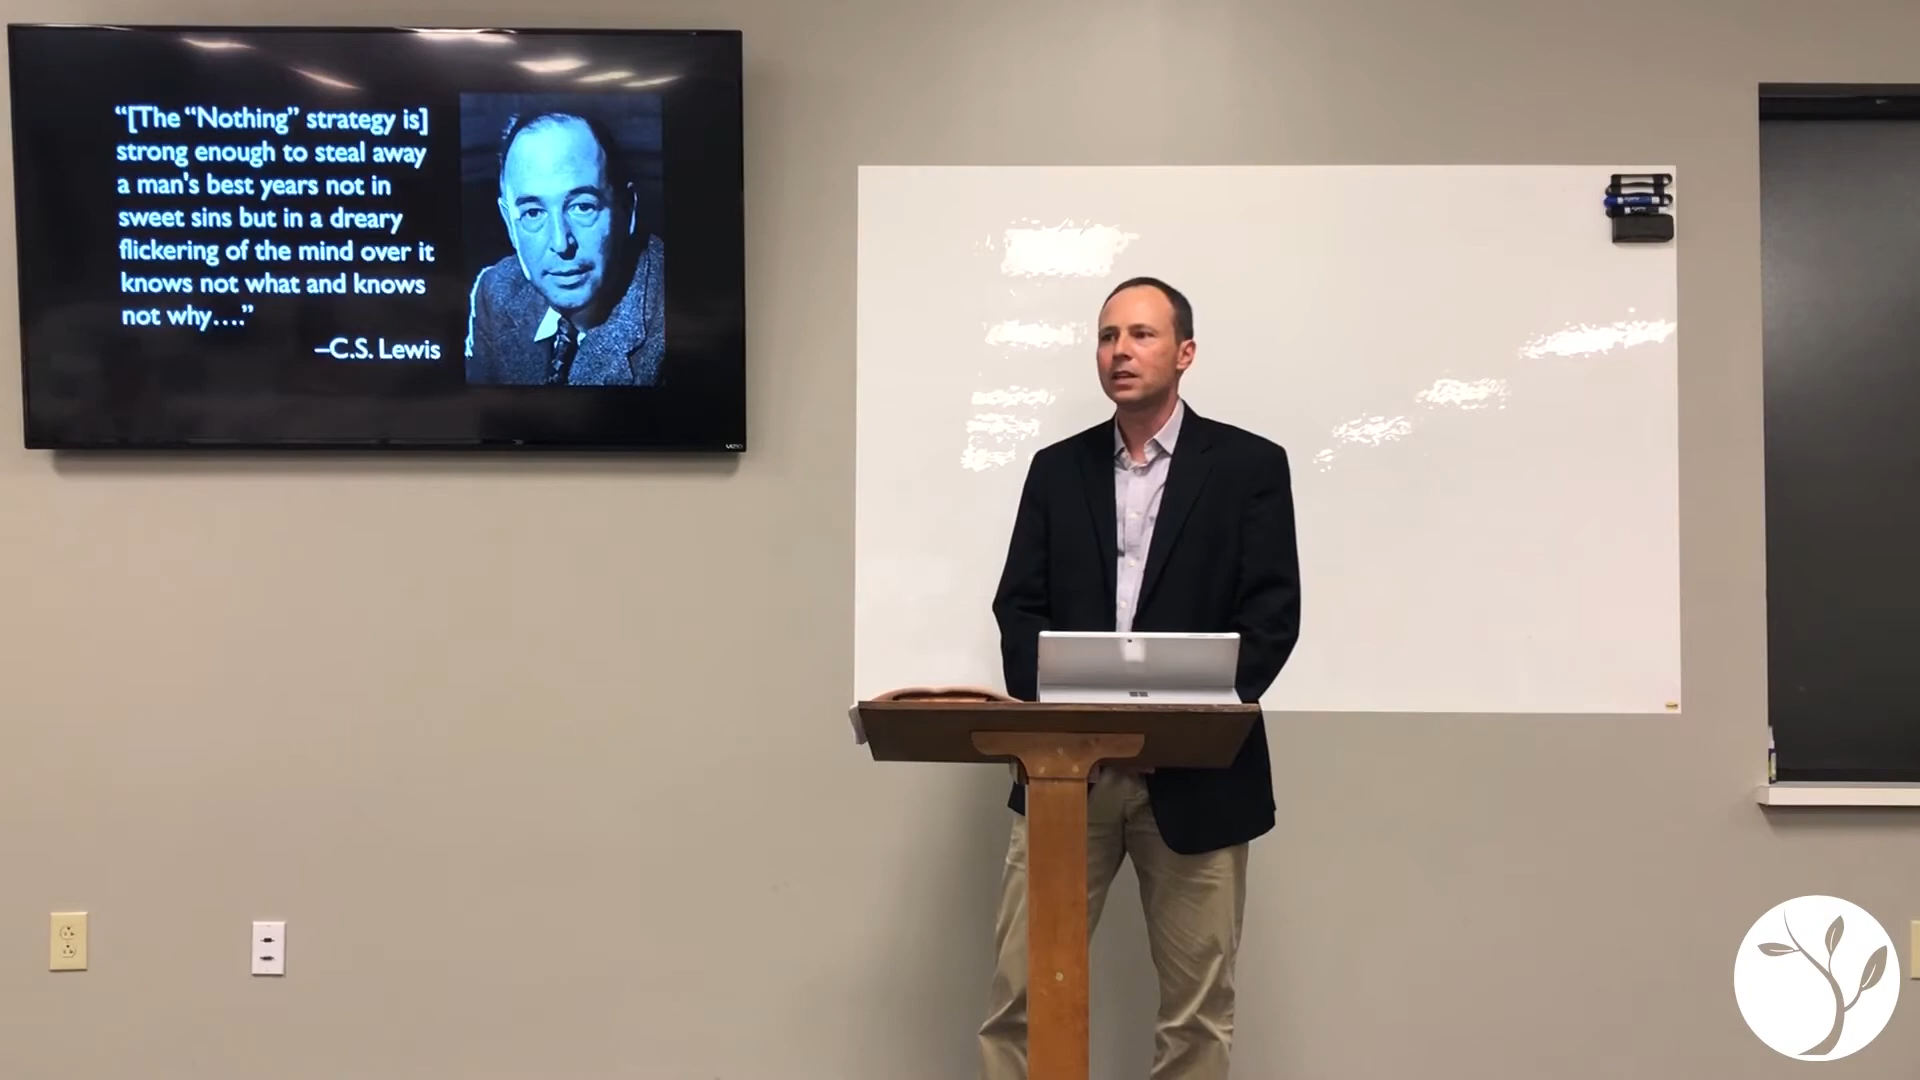 “[The “Nothing” strategy is]
strong enough to steal away
a man's best years not in
sweet sins but in a dreary
flickering of the mind over it
knows not what and knows
not why….”
–C.S. Lewis
VIZIO